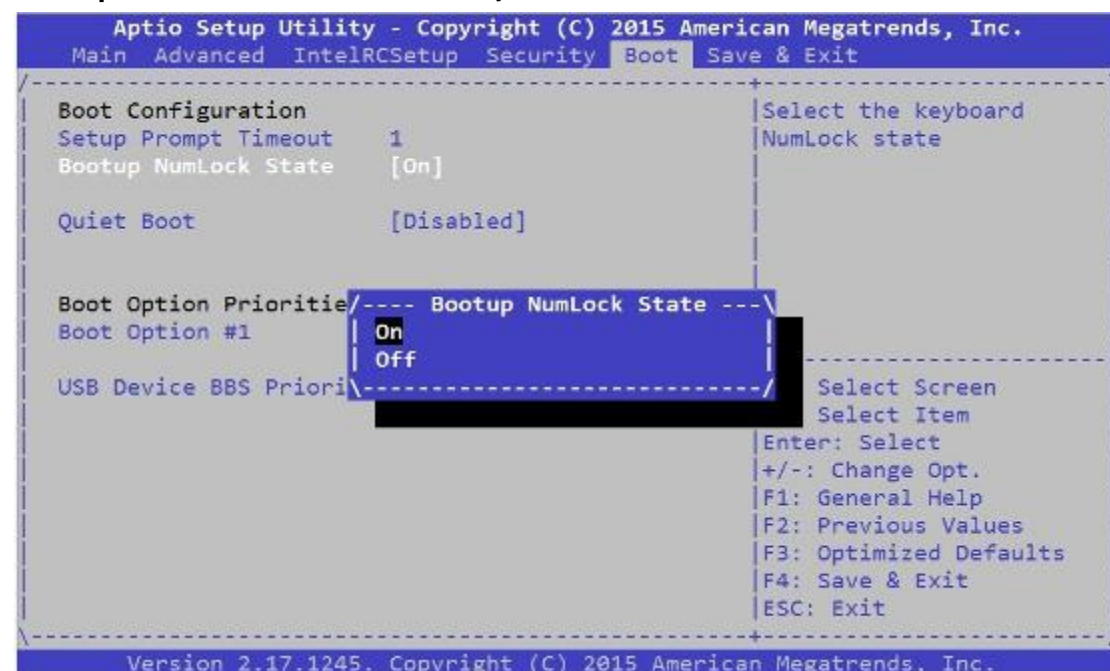 Aptio Setup Utility - Copyright (C) 2015 American Megatrends, Inc.
Main Advanced IntelRCSetup Security Boot Save & Exit
Boot Configuration
Setup Prompt Timeout 1
Bootup NumLock State [On]
Quiet Boot [Disabled]
Boot Option Prioritie
Boot Option #1
USB Device BBS Priori
---- Bootup NumLock State ---
On
Off
Select the keyboard
NumLock state
Select Screen
Select Item
Enter: Select
+/-: Change Opt.
F1: General Help
F2: Previous Values
F3: Optimized Defaults
F4: Save & Exit
ESC: Exit
Version 2.17.1245. Copyright (C) 2015 American Megatrends, Inc.